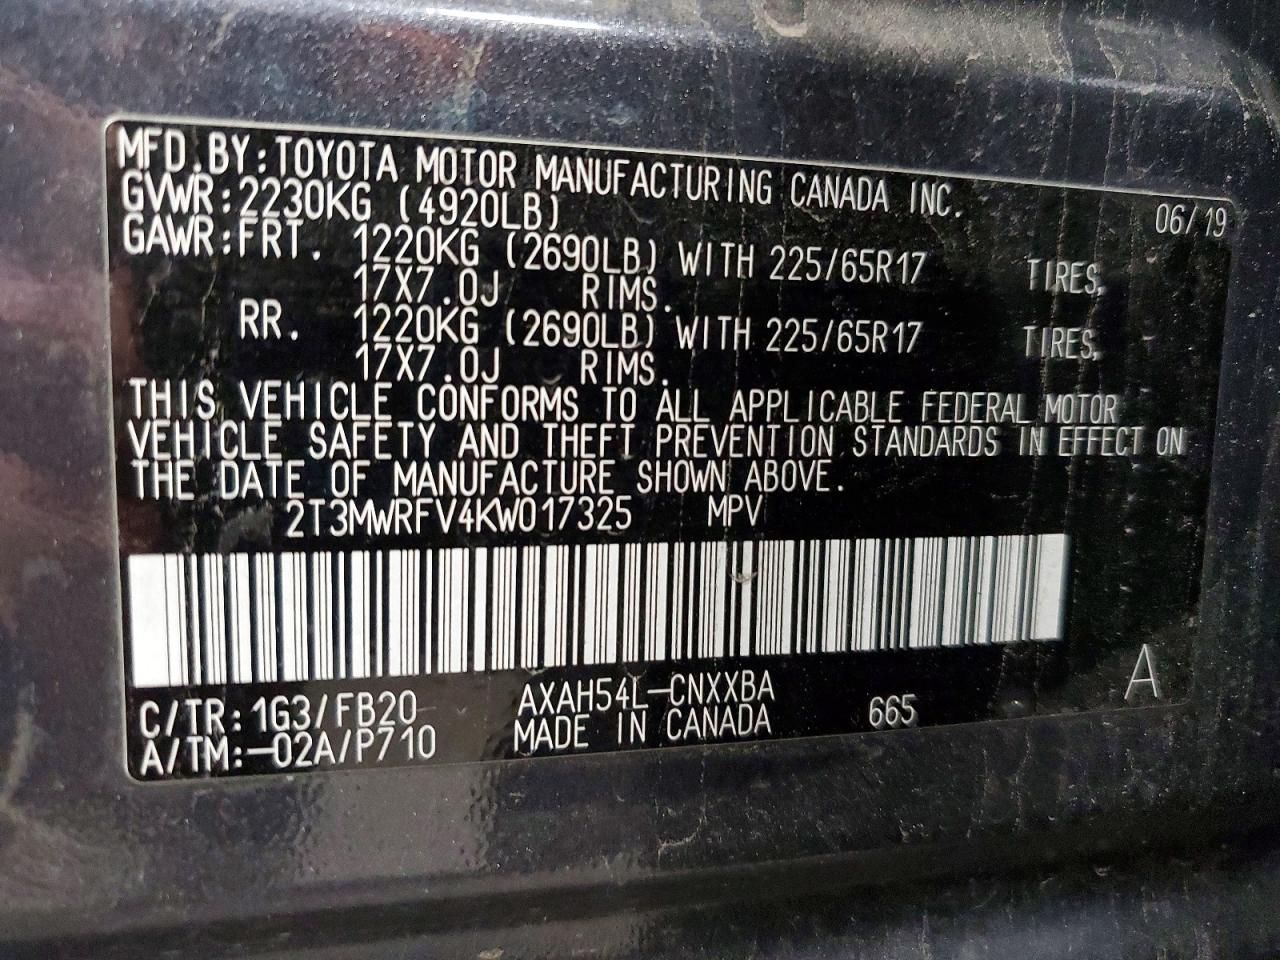 MFD.BY:TOYOTA MOTOR MANUFACTURING CANADA INC.
GVWR:2230KG (4920LB) 06/19
GAWR:FRT. 1220KG (2690LB) WITH 225/65R17 TIRES,
17X7.0J RIMS.
RR. 1220KG (2690LB) WITH 225/65R17 TIRES,
17X7.0J RIMS.
THIS VEHICLE CONFORMS TO ALL APPLICABLE FEDERAL MOTOR
VEHICLE SAFETY AND THEFT PREVENTION STANDARDS IN EFFECT ON
THE DATE OF MANUFACTURE SHOWN ABOVE.
2T3MWRFV4KW017325 MPV
C/TR:1G3/FB20 AXAH54L-CNXXBA A
A/TM:-02A/P710 MADE IN CANADA 665